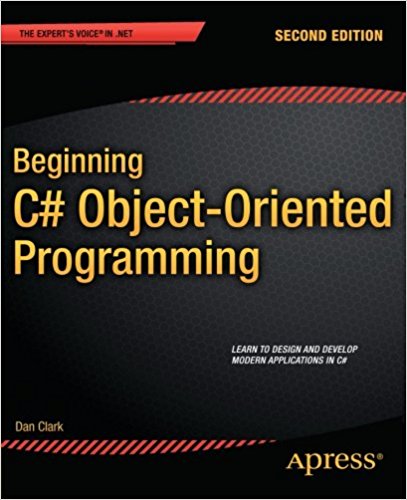 THE EXPERT'S VOICE® IN .NET
SECOND EDITION
Beginning
C# Object-Oriented
Programming
LEARN TO DESIGN AND DEVELOP
MODERN APPLICATIONS IN C#
Dan Clark
Apress®